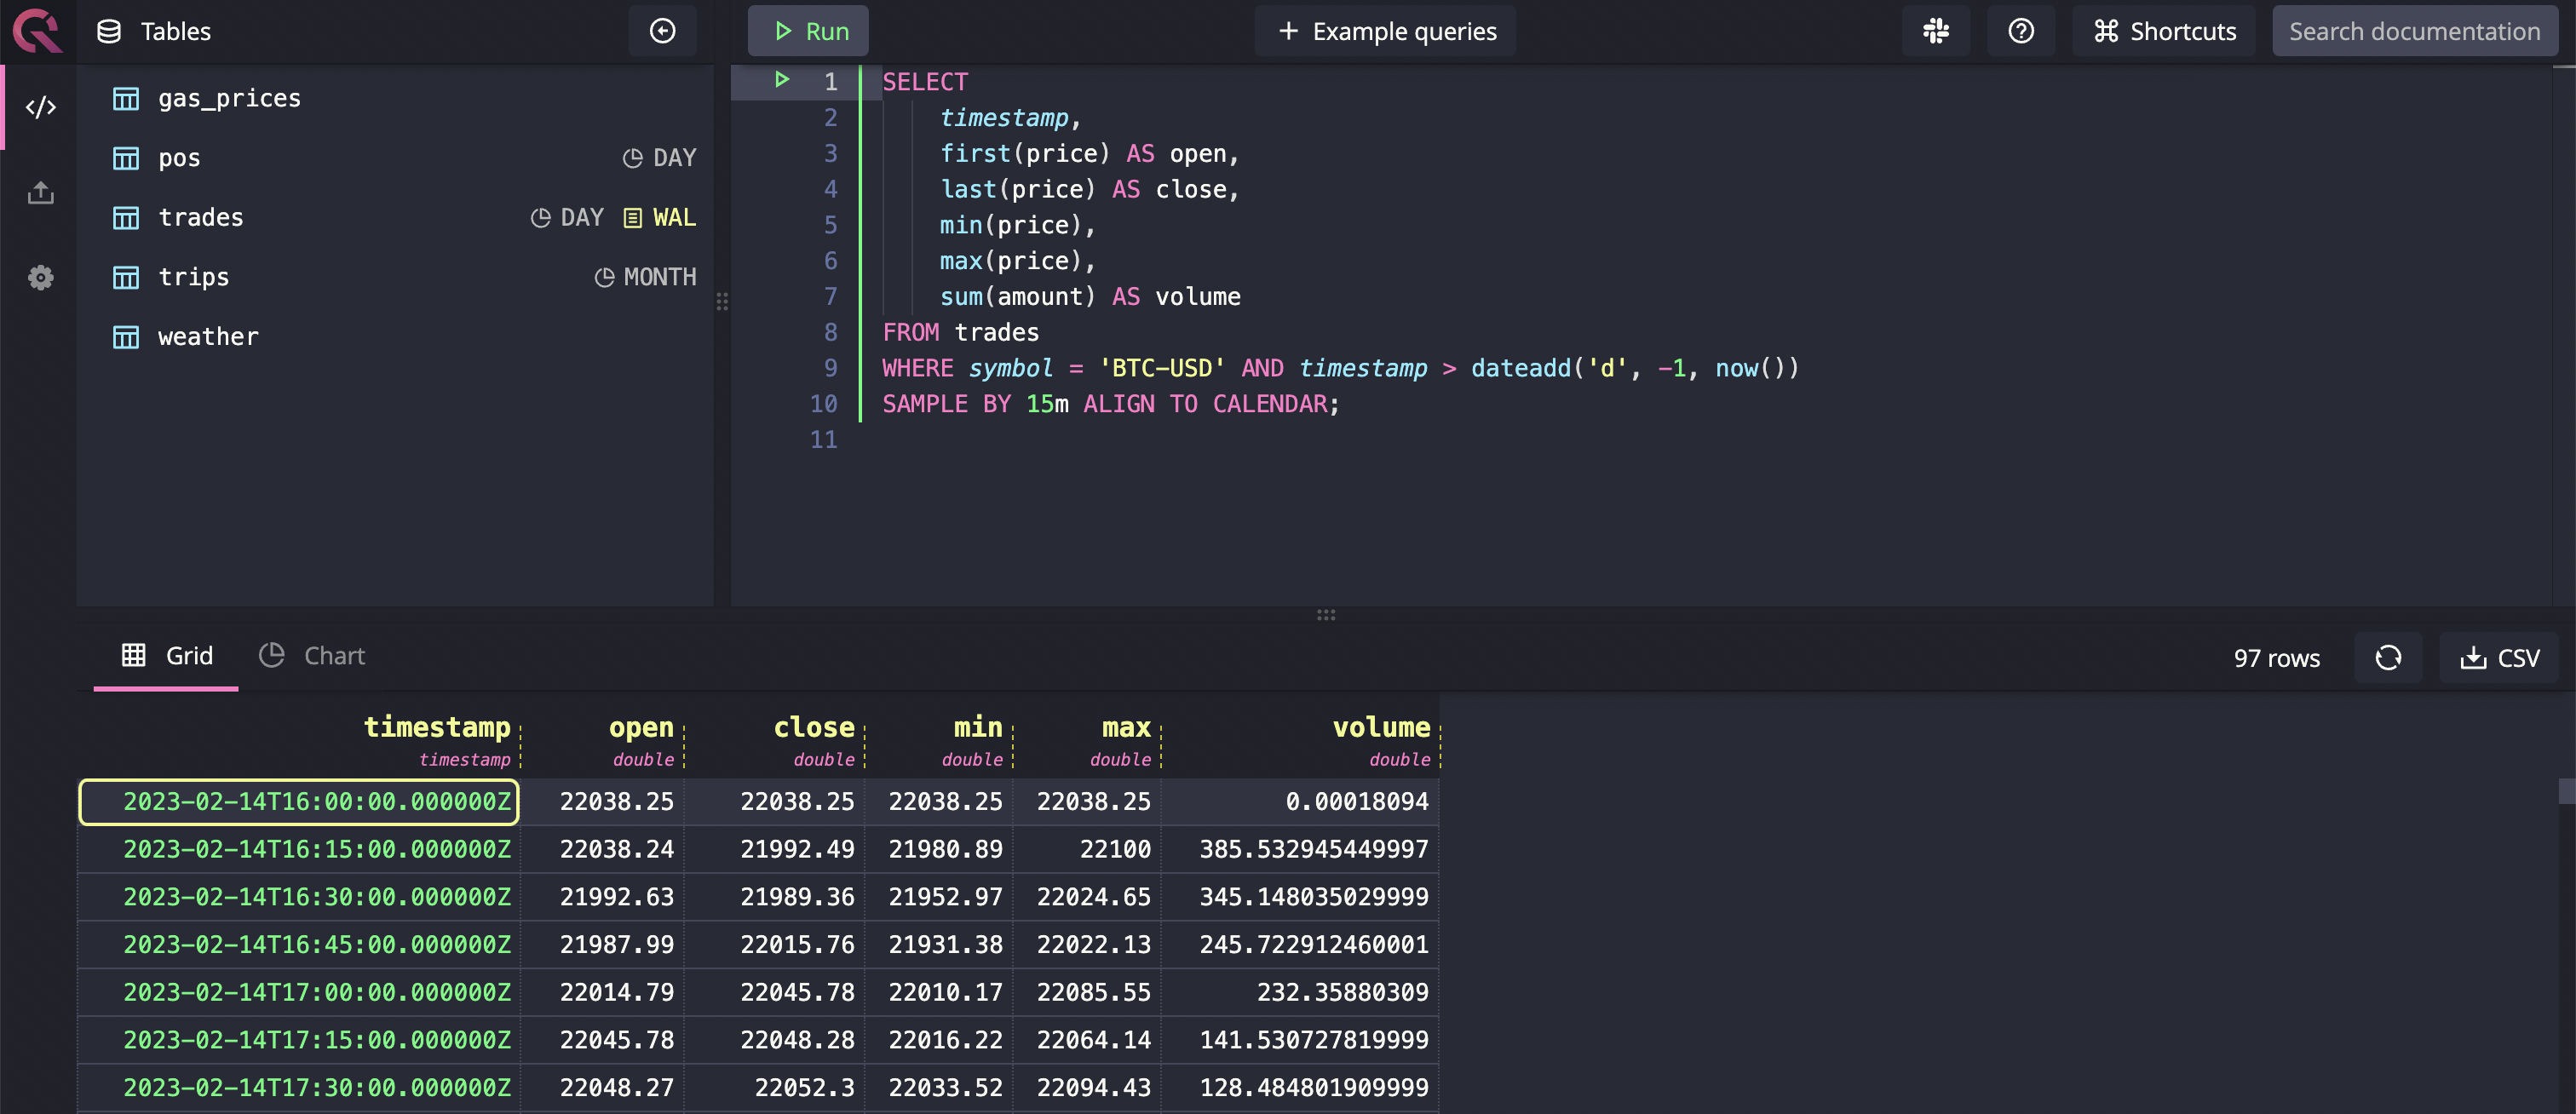 Tables
gas_prices
pos DAY
trades DAY WAL
trips MONTH
weather
Run
Example queries
Shortcuts
Search documentation
1 SELECT
2 timestamp,
3 first(price) AS open,
4 last(price) AS close,
5 min(price),
6 max(price),
7 sum(amount) AS volume
8 FROM trades
9 WHERE symbol = 'BTC-USD' AND timestamp > dateadd('d', -1, now())
10 SAMPLE BY 15m ALIGN TO CALENDAR;
11
Grid Chart 97 rows CSV
timestamp open close min max volume
timestamp double double double double double
2023-02-14T16:00:00.000000Z 22038.25 22038.25 22038.25 22038.25 0.00018094
2023-02-14T16:15:00.000000Z 22038.24 21992.49 21980.89 22100 385.532945449997
2023-02-14T16:30:00.000000Z 21992.63 21989.36 21952.97 22024.65 345.148035029999
2023-02-14T16:45:00.000000Z 21987.99 22015.76 21931.38 22022.13 245.722912460001
2023-02-14T17:00:00.000000Z 22014.79 22045.78 22010.17 22085.55 232.35880309
2023-02-14T17:15:00.000000Z 22045.78 22048.28 22016.22 22064.14 141.530727819999
2023-02-14T17:30:00.000000Z 22048.27 22052.3 22033.52 22094.43 128.484801909999